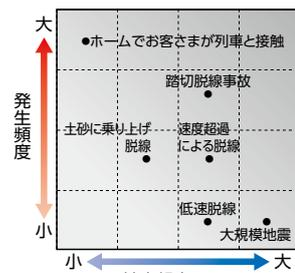 大
●ホームでお客さまが列車と接触
踏切脱線事故
発生頻度
土砂に乗り上げ
脱線
速度超過
による脱線
低速脱線
大規模地震
小
小
大